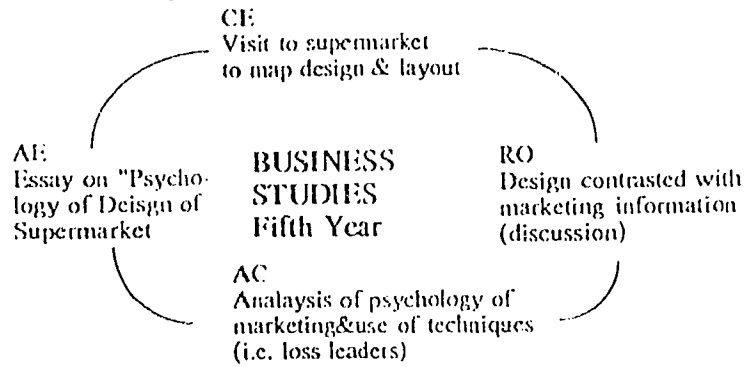 CE
Visit to supermarket
to map design & layout
AE
Essay on "Psycho-
logy of Deisgn of
Supermarket
BUSINESS
STUDIES
Fifth Year
RO
Design contrasted with
marketing information
(discussion)
AC
Analaysis of psychology of
marketing&use of techniques
(i.e. loss leaders)